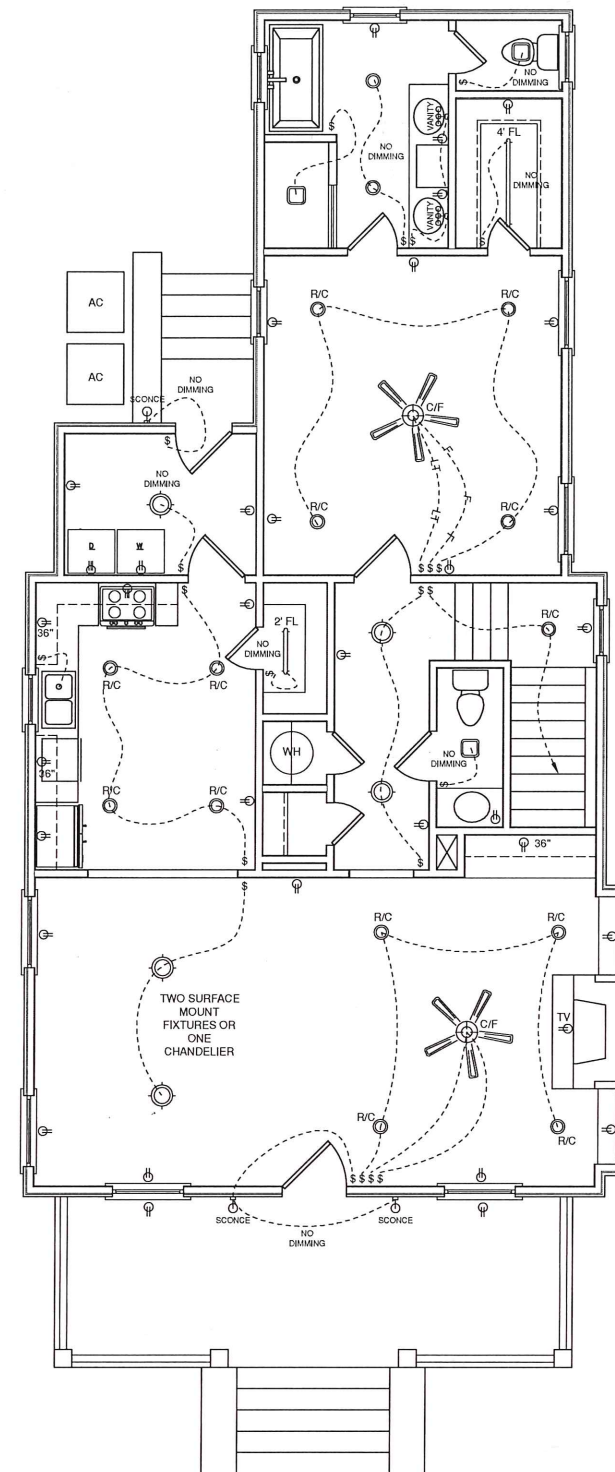 NO
DIMMING
VANITY
4' FL
NO
DIMMING
NO
DIMMING
VANITY
$
$
$
$
$
$
R/C
R/C
AC
AC
C/F
SCONCE
NO
DIMMING
$
LT
F
LT
F
R/C
R/C
NO
DIMMING
D
W
$
$
$
$
$
36"
$
2' FL
NO
DIMMING
$
$
$
R/C
R/C
R/C
NO
DIMMING
$
WH
36"
R/C
R/C
36"
$
$
$
R/C
R/C
TWO SURFACE
MOUNT
FIXTURES OR
ONE
CHANDELIER
C/F
TV
R/C
R/C
$
$
$
$
SCONCE
NO
DIMMING
SCONCE